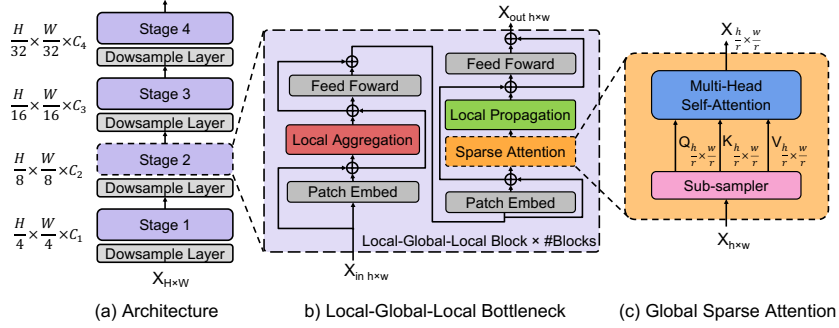 H/32 × W/32 × C4
Stage 4
Dowsample Layer
H/16 × W/16 × C3
Stage 3
Dowsample Layer
H/8 × W/8 × C2
Stage 2
Dowsample Layer
H/4 × W/4 × C1
Stage 1
Dowsample Layer
XH×W
(a) Architecture
Feed Foward
Local Aggregation
Patch Embed
Xin h×w
Xout h×w
Feed Foward
Local Propagation
Sparse Attention
Patch Embed
Local-Global-Local Block × #Blocks
b) Local-Global-Local Bottleneck
X h/r × w/r
Multi-Head
Self-Attention
Q h/r × w/r K h/r × w/r V h/r × w/r
Sub-sampler
Xh×w
(c) Global Sparse Attention